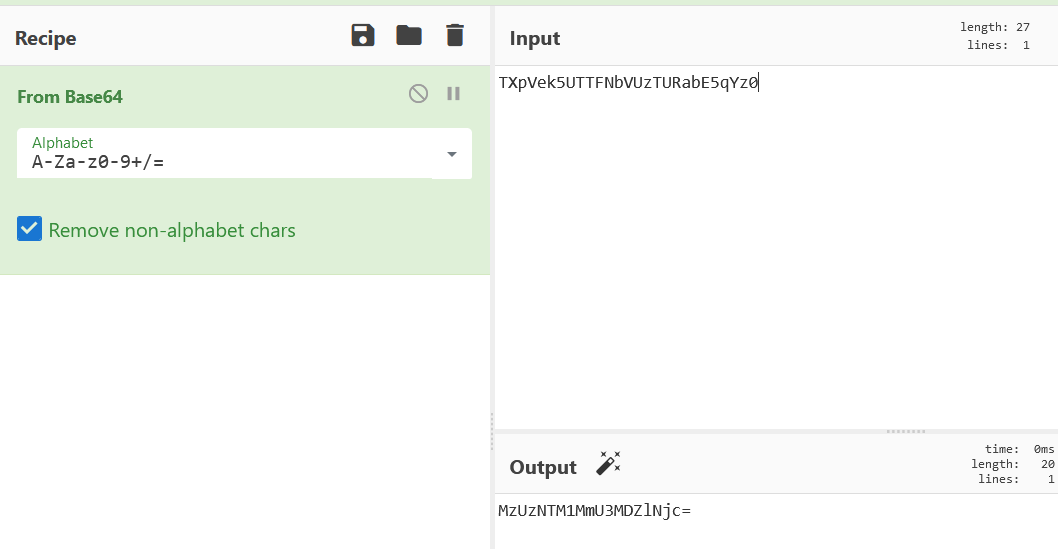 Recipe
From Base64
Alphabet
A-Za-z0-9+/=
Remove non-alphabet chars
Input
length: 27
lines: 1
TXpVek5UTTFNbVUzTURabE5qYz0
Output
time: 0ms
length: 20
lines: 1
MzUzNTM1MmU3MDZlNjc=